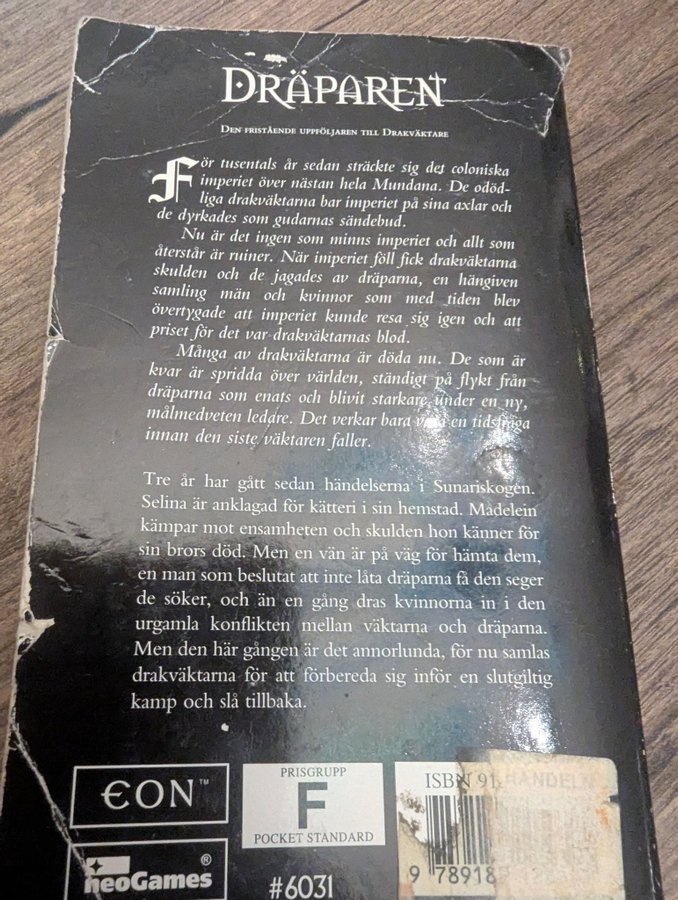 DRÄPAREN
DEN FRISTÅENDE UPPFÖLJAREN TILL DRAKVÄKTARE
För tusentals år sedan sträckte sig det coloniska
imperiet över nästan hela Mundana. De odöd-
liga drakväktarna bar imperiet på sina axlar och
de dyrkades som gudarnas sändebud.
Nu är det ingen som minns imperiet och allt som
återstår är ruiner. När imperiet föll fick drakväktarna
skulden och de jagades av dräparna, en hängiven
samling män och kvinnor som med tiden blev
övertygade att imperiet kunde resa sig igen och att
priset för det var drakväktarnas blod.
Många av drakväktarna är döda nu. De som är
kvar är spridda över världen, ständigt på flykt från
dräparna som enats och blivit starkare under en ny,
målmedveten ledare. Det verkar bara en tidsfråga
innan den siste väktaren faller.
Tre år har gått sedan händelserna i Sunariskogen.
Selina är anklagad för kätteri i sin hemstad. Madelein
kämpar mot ensamheten och skulden hon känner för
sin brors död. Men en vän är på väg för hämta dem,
en man som beslutat att inte låta dräparna få den seger
de söker, och än en gång dras kvinnorna in i den
urgamla konflikten mellan väktarna och dräparna.
Men den här gången är det annorlunda, för nu samlas
drakväktarna för att förbereda sig inför en slutgiltig
kamp och slå tillbaka.
EON™
PRISGRUPP
F
POCKET STANDARD
ISBN 91
HANDELN
neoGames®
#6031
9 78918